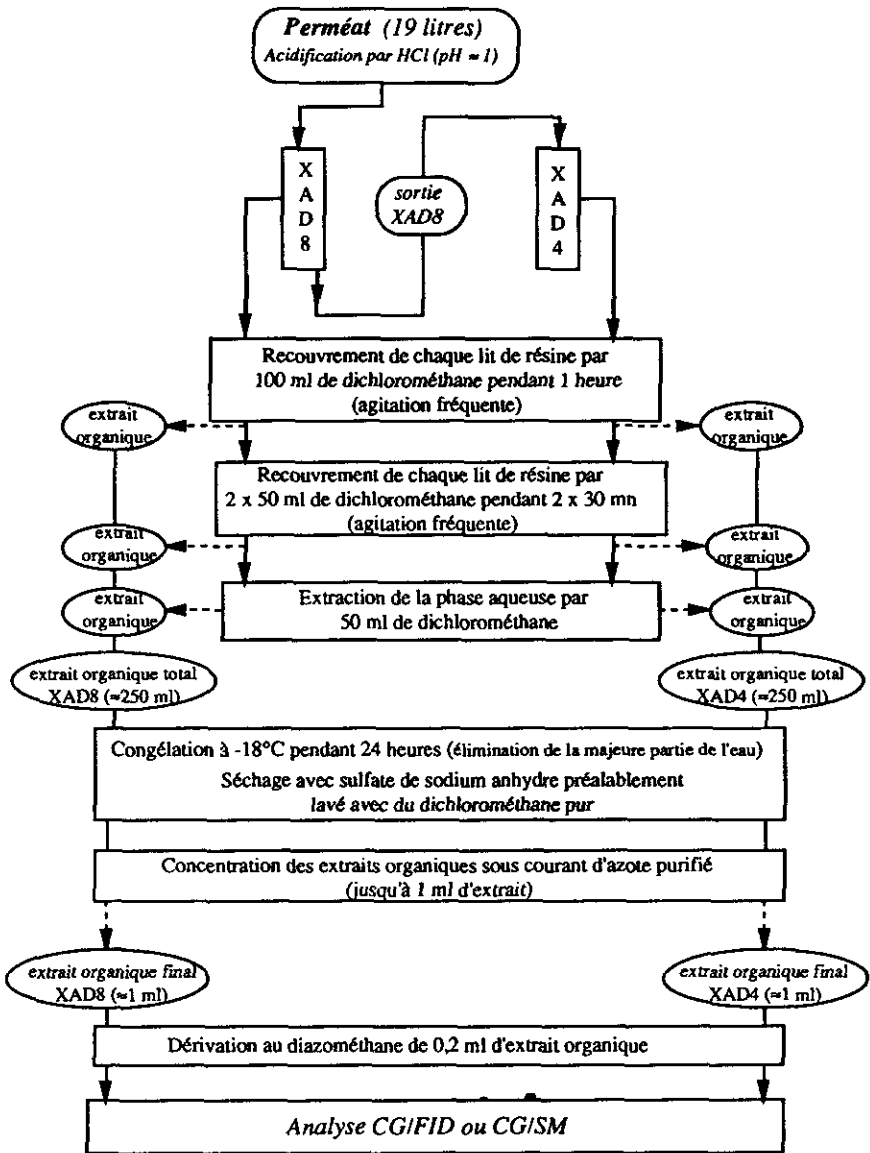 Perméat (19 litres)
Acidification par HCl (pH ≈ 1)
X
A
D
8
sortie
XAD8
X
A
D
4
Recouvrement de chaque lit de résine par
100 ml de dichlorométhane pendant 1 heure
(agitation fréquente)
extrait
organique
extrait
organique
Recouvrement de chaque lit de résine par
2 x 50 ml de dichlorométhane pendant 2 x 30 mn
(agitation fréquente)
extrait
organique
extrait
organique
Extraction de la phase aqueuse par
50 ml de dichlorométhane
extrait
organique
extrait
organique
extrait organique total
XAD8 (≈250 ml)
extrait organique total
XAD4 (≈250 ml)
Congélation à -18°C pendant 24 heures (élimination de la majeure partie de l'eau)
Séchage avec sulfate de sodium anhydre préalablement
lavé avec du dichlorométhane pur
Concentration des extraits organiques sous courant d'azote purifié
(jusqu'à 1 ml d'extrait)
extrait organique final
XAD8 (≈1 ml)
extrait organique final
XAD4 (≈1 ml)
Dérivation au diazométhane de 0,2 ml d'extrait organique
Analyse CG/FID ou CG/SM